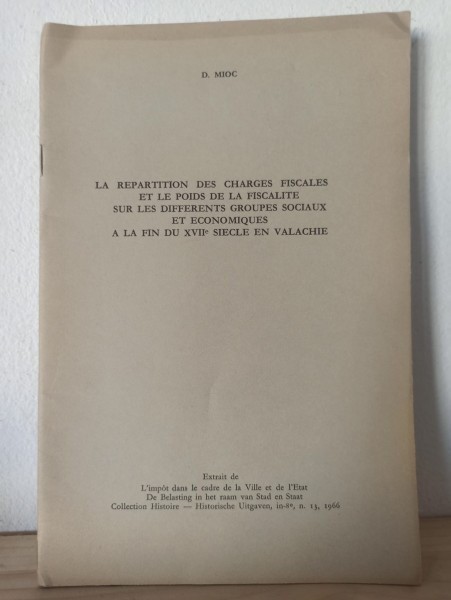 D. MIOC
LA REPARTITION DES CHARGES FISCALES
ET LE POIDS DE LA FISCALITE
SUR LES DIFFERENTS GROUPES SOCIAUX
ET ECONOMIQUES
A LA FIN DU XVIIe SIECLE EN VALACHIE
Extrait de
L'impôt dans le cadre de la Ville et de l'Etat
De Belasting in het raam van Stad en Staat
Collection Histoire — Historische Uitgaven, in-8º, n. 13, 1966